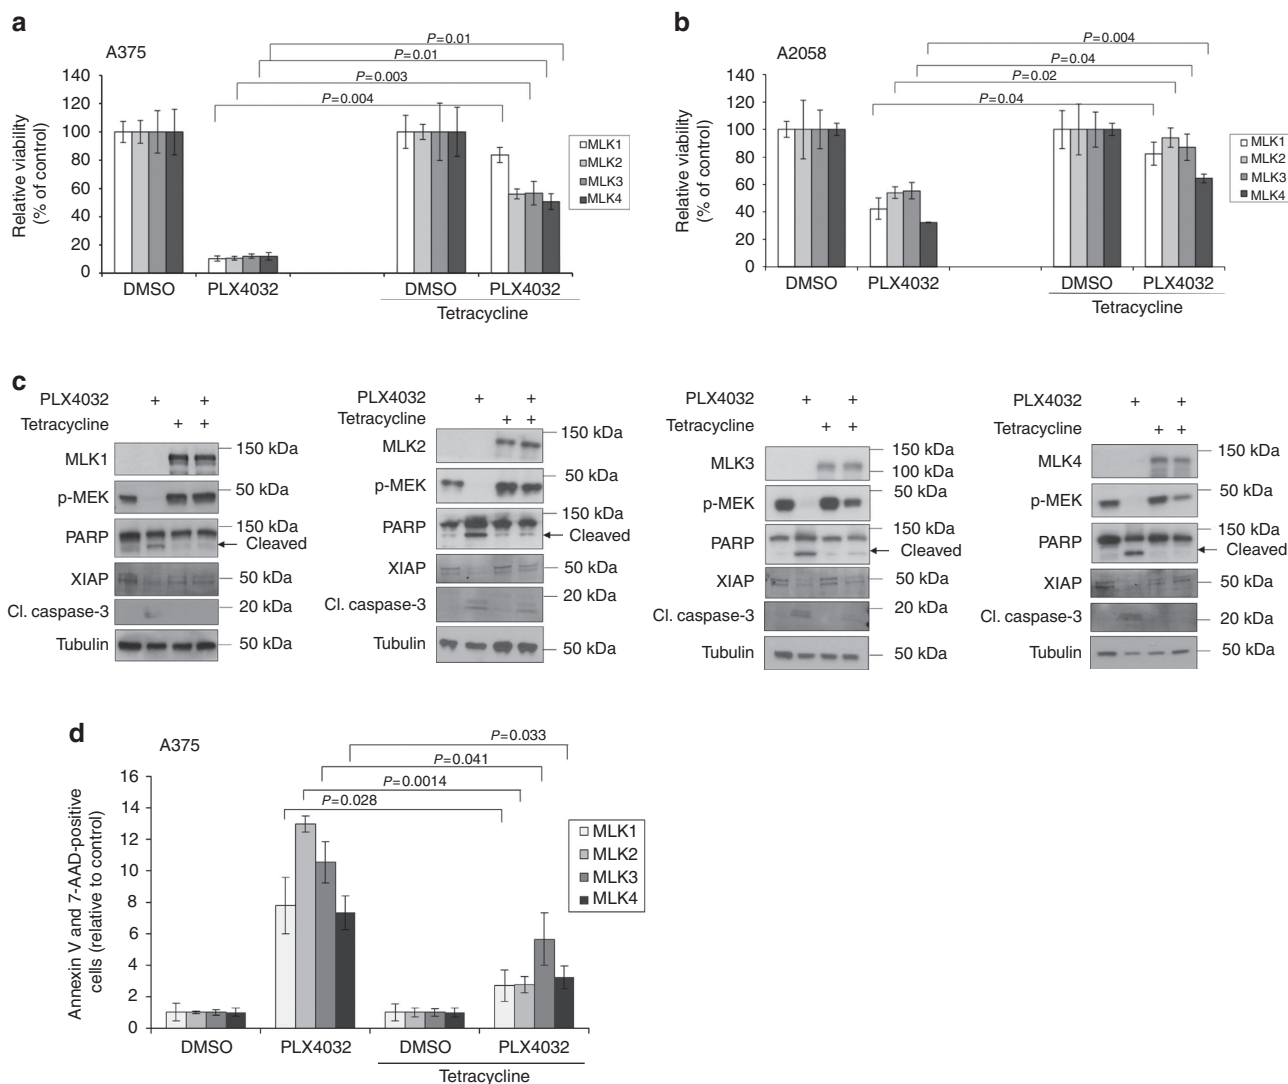 a
A375
P=0.01
P=0.01
P=0.003
P=0.004
140
120
100
80
60
40
20
0
Relative viability
(% of control)
DMSO
PLX4032
DMSO
PLX4032
Tetracycline
MLK1
MLK2
MLK3
MLK4
b
A2058
P=0.004
P=0.04
P=0.02
P=0.04
140
120
100
80
60
40
20
0
Relative viability
(% of control)
DMSO
PLX4032
DMSO
PLX4032
Tetracycline
MLK1
MLK2
MLK3
MLK4
c
PLX4032 + +
Tetracycline + +
MLK1 150 kDa
p-MEK 50 kDa
PARP 150 kDa
Cleaved
XIAP 50 kDa
Cl. caspase-3 20 kDa
Tubulin 50 kDa
PLX4032 + +
Tetracycline + +
MLK2 150 kDa
p-MEK 50 kDa
PARP 150 kDa
Cleaved
XIAP 50 kDa
Cl. caspase-3 20 kDa
Tubulin 50 kDa
PLX4032 + +
Tetracycline + +
MLK3 150 kDa
100 kDa
p-MEK 50 kDa
PARP 150 kDa
Cleaved
XIAP 50 kDa
Cl. caspase-3 20 kDa
Tubulin 50 kDa
PLX4032 + +
Tetracycline + +
MLK4 150 kDa
p-MEK 50 kDa
PARP 150 kDa
Cleaved
XIAP 50 kDa
Cl. caspase-3 20 kDa
Tubulin 50 kDa
d
A375
P=0.033
P=0.041
P=0.0014
P=0.028
16
14
12
10
8
6
4
2
0
Annexin V and 7-AAD-positive
cells (relative to control)
DMSO
PLX4032
DMSO
PLX4032
Tetracycline
MLK1
MLK2
MLK3
MLK4